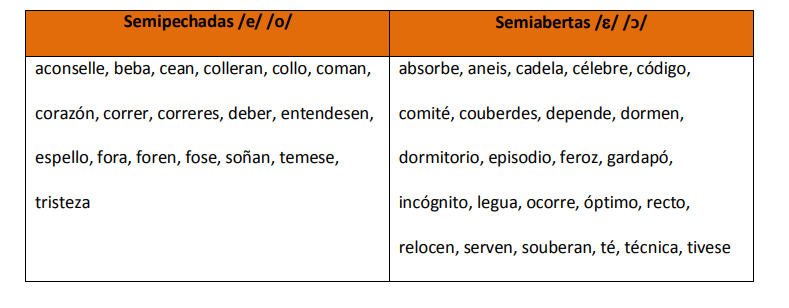 Semipechadas /e/ /o/
Semiabertas /ɛ/ /ɔ/
aconselle, beba, cean, colleran, collo, coman,
corazón, correr, correres, deber, entendesen,
espello, fora, foren, fose, soñan, temese,
tristeza
absorbe, aneis, cadela, célebre, código,
comité, couberdes, depende, dormen,
dormitorio, episodio, feroz, gardapó,
incógnito, legua, ocorre, óptimo, recto,
relocen, serven, souberan, té, técnica, tivese